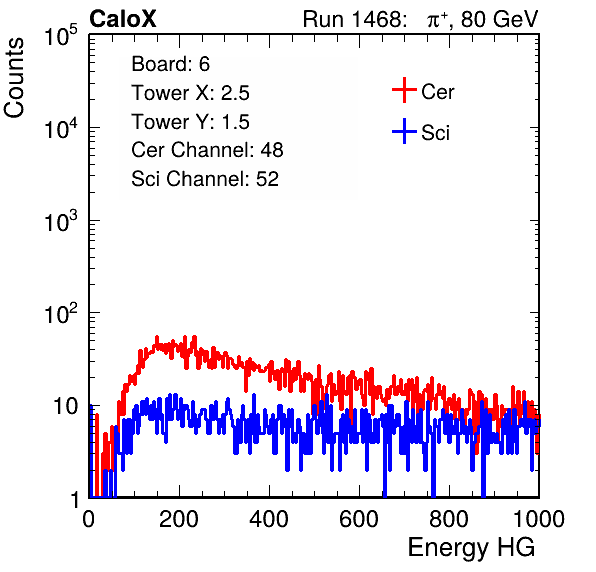 CaloX Run 1468: π⁺, 80 GeV
Counts
Board: 6
Tower X: 2.5
Tower Y: 1.5
Cer Channel: 48
Sci Channel: 52
Cer
Sci
10⁵
10⁴
10³
10²
10
1
0 200 400 600 800 1000
Energy HG